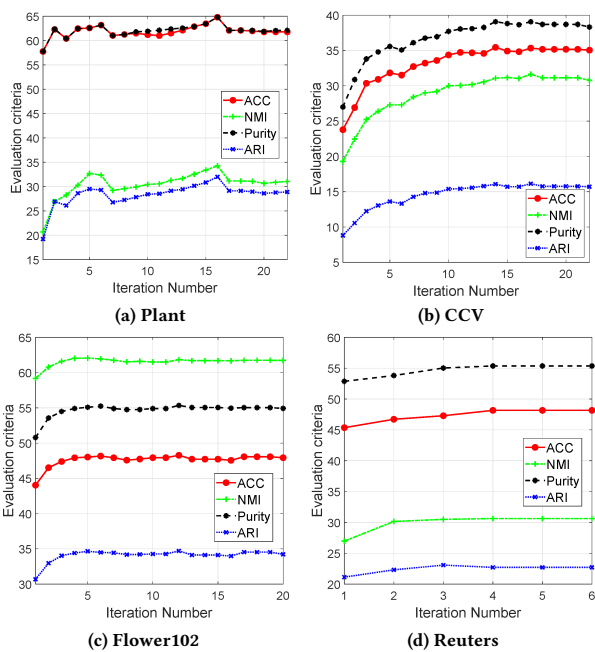 65
60
55
50
45
40
35
30
25
20
15
Evaluation criteria
ACC
NMI
Purity
ARI
5 10 15 20
Iteration Number
(a) Plant
40
35
30
25
20
15
10
5
Evaluation criteria
ACC
NMI
Purity
ARI
5 10 15 20
Iteration Number
(b) CCV
65
60
55
50
45
40
35
30
Evaluation criteria
ACC
NMI
Purity
ARI
5 10 15 20
Iteration Number
(c) Flower102
60
55
50
45
40
35
30
25
20
Evaluation criteria
ACC
NMI
Purity
ARI
1 2 3 4 5 6
Iteration Number
(d) Reuters